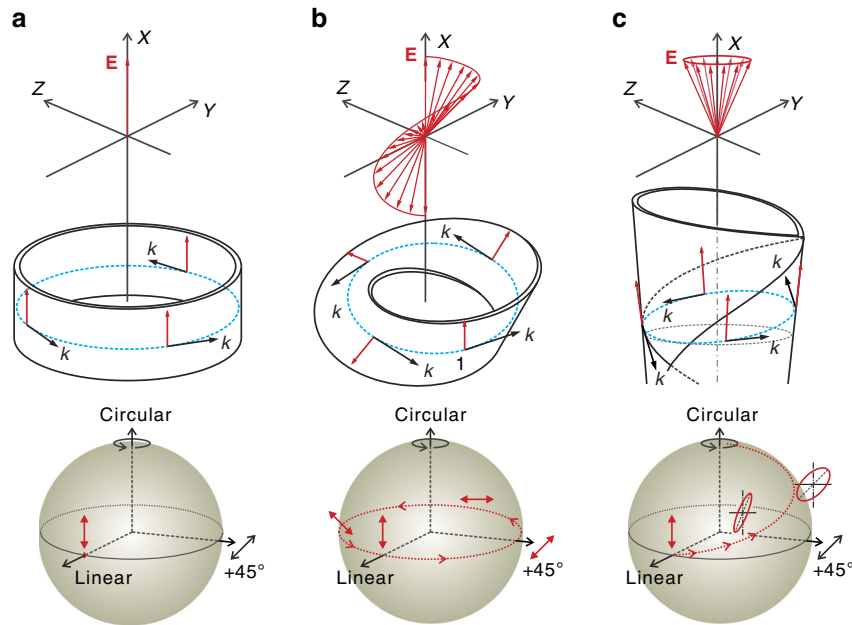 a
b
c
X
E
Z
Y
k
k
k
X
E
Z
Y
k
k
k
k
1
X
E
Z
Y
k
k
k
k
Circular
Linear
+45°
Circular
Linear
+45°
Circular
Linear
+45°